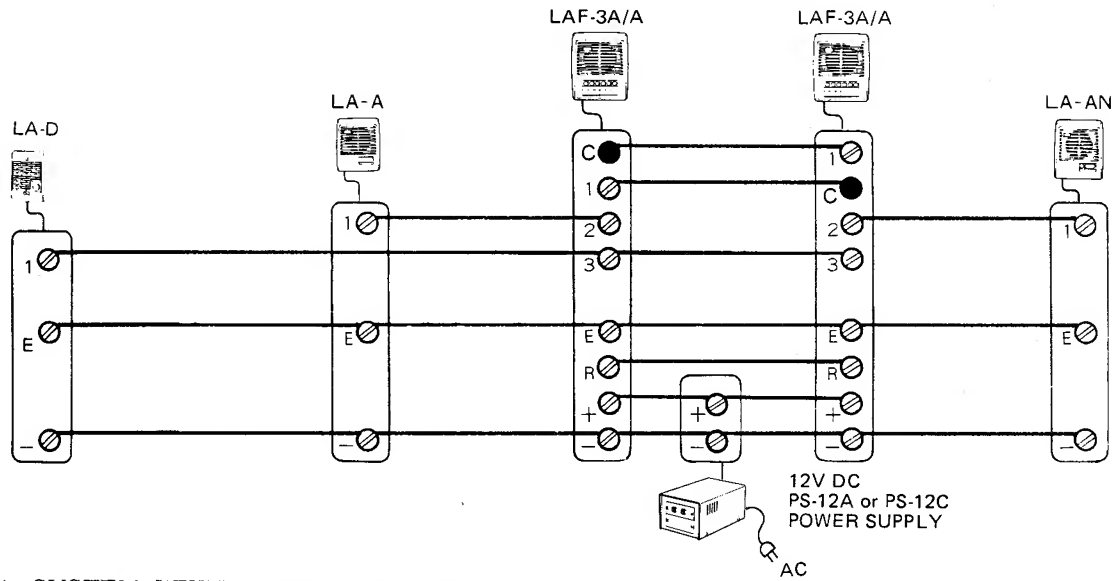 LAF-3A/A
LAF-3A/A
LA-A
LA-AN
LA-D
C
1
1
C
1
2
2
1
1
3
3
E
E
E
E
E
R
R
+
+
+
−
−
−
−
−
−
12V DC
PS-12A or PS-12C
POWER SUPPLY
AC